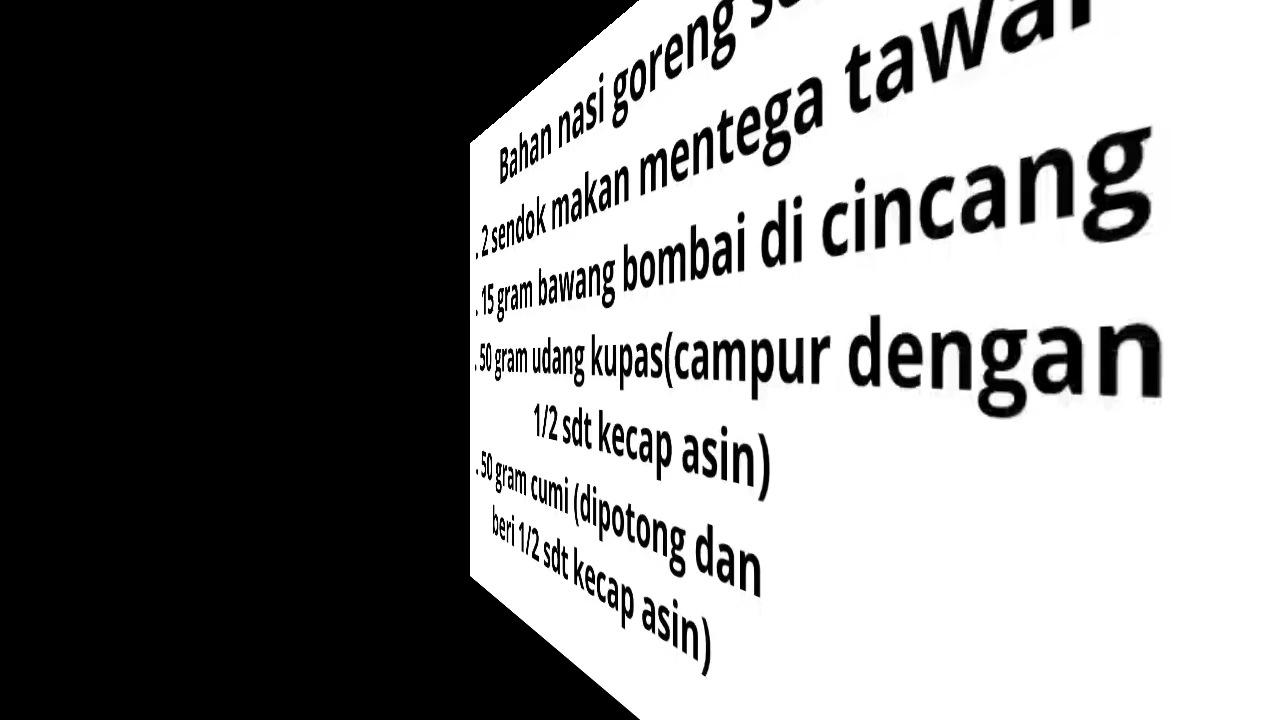 Bahan nasi goreng
. 2 sendok makan mentega tawar
. 15 gram bawang bombai di cincang
. 50 gram udang kupas(campur dengan
1/2 sdt kecap asin)
. 50 gram cumi (dipotong dan
beri 1/2 sdt kecap asin)